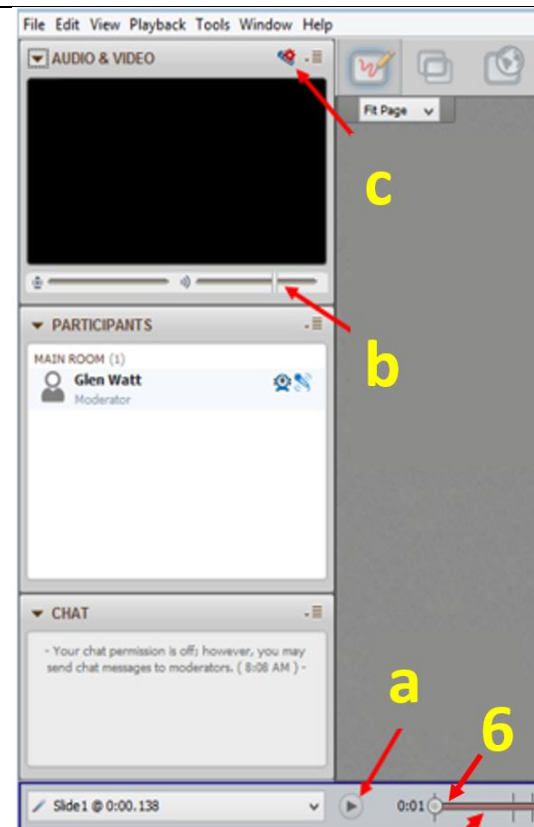 File Edit View Playback Tools Window Help
AUDIO & VIDEO
Fit Page
c
b
PARTICIPANTS
MAIN ROOM (1)
Glen Watt
Moderator
CHAT
- Your chat permission is off; however, you may
send chat messages to moderators. ( 8:08 AM ) -
a
6
Slide1 @ 0:00.138
0:01